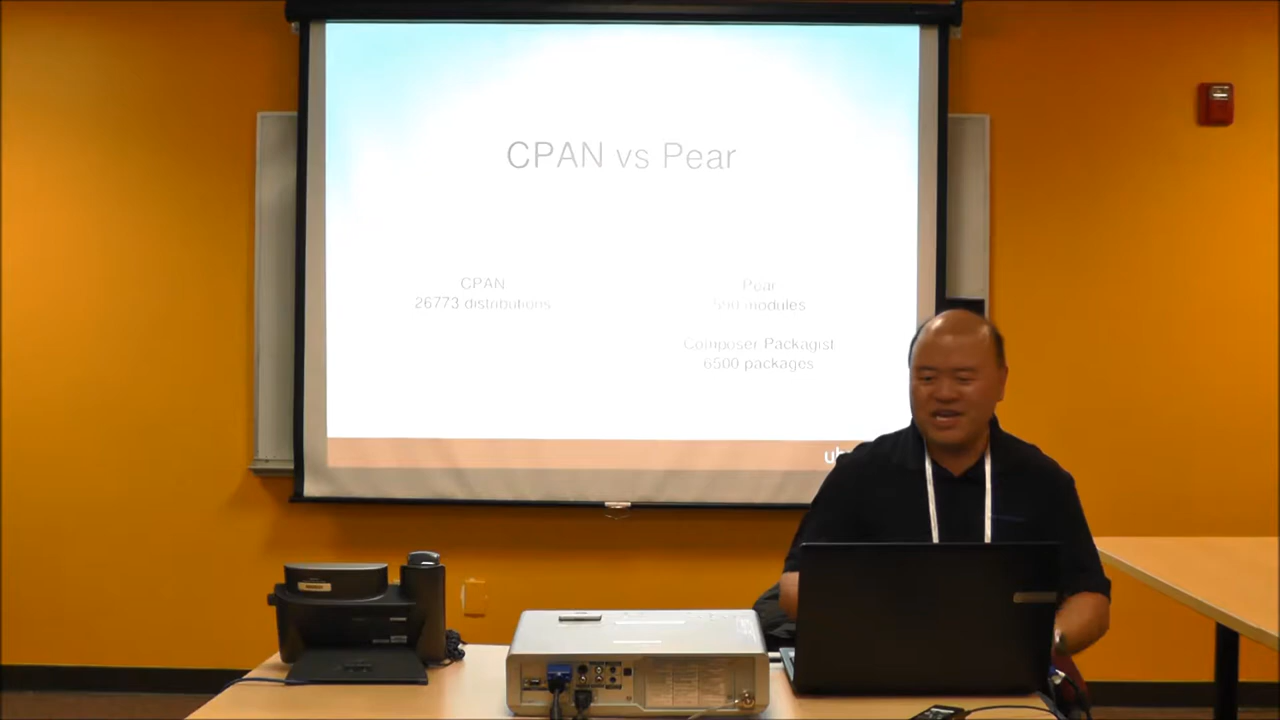 CPAN vs Pear
CPAN
26773 distributions
Pear
modules
Composer Packagist
6500 packages